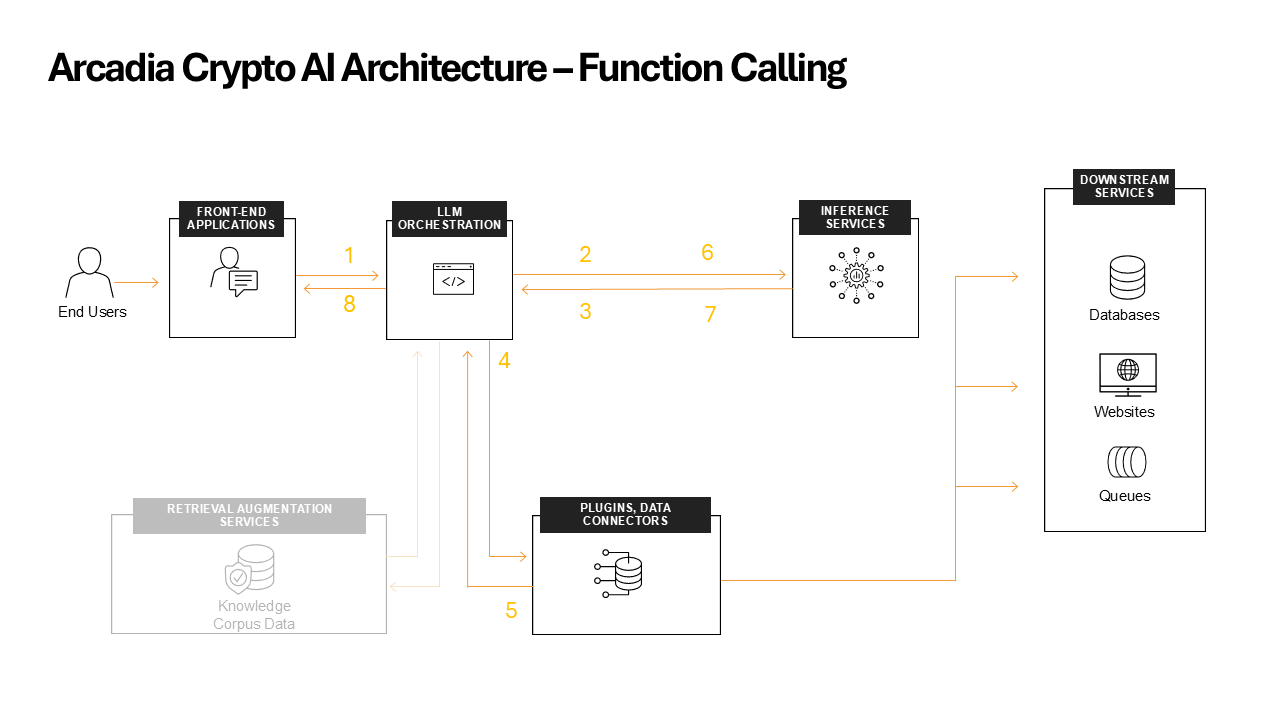 Arcadia Crypto AI Architecture – Function Calling
DOWNSTREAM
SERVICES
FRONT-END
APPLICATIONS
LLM
ORCHESTRATION
INFERENCE
SERVICES
1
2
6
</>
8
3
7
End Users
Databases
4
Websites
Queues
RETRIEVAL AUGMENTATION
SERVICES
PLUGINS, DATA
CONNECTORS
Knowledge
Corpus Data
5